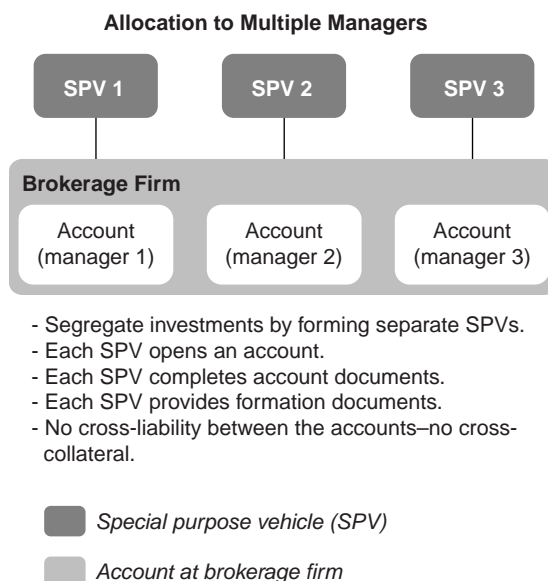 Allocation to Multiple Managers
SPV 1 SPV 2 SPV 3
Brokerage Firm
Account Account Account
(manager 1) (manager 2) (manager 3)
- Segregate investments by forming separate SPVs.
- Each SPV opens an account.
- Each SPV completes account documents.
- Each SPV provides formation documents.
- No cross-liability between the accounts–no cross-
collateral.
Special purpose vehicle (SPV)
Account at brokerage firm